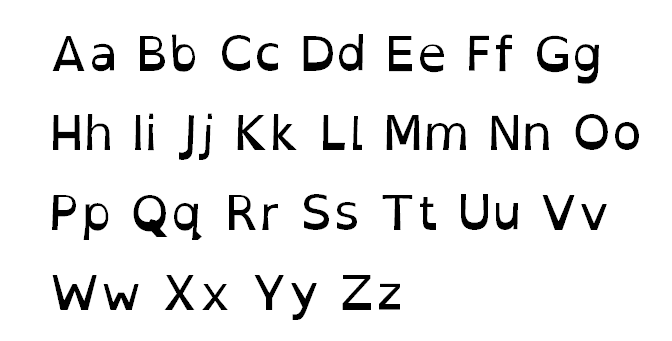 Aa Bb Cc Dd Ee Ff Gg
Hh Ii Jj Kk Ll Mm Nn Oo
Pp Qq Rr Ss Tt Uu Vv
Ww Xx Yy Zz